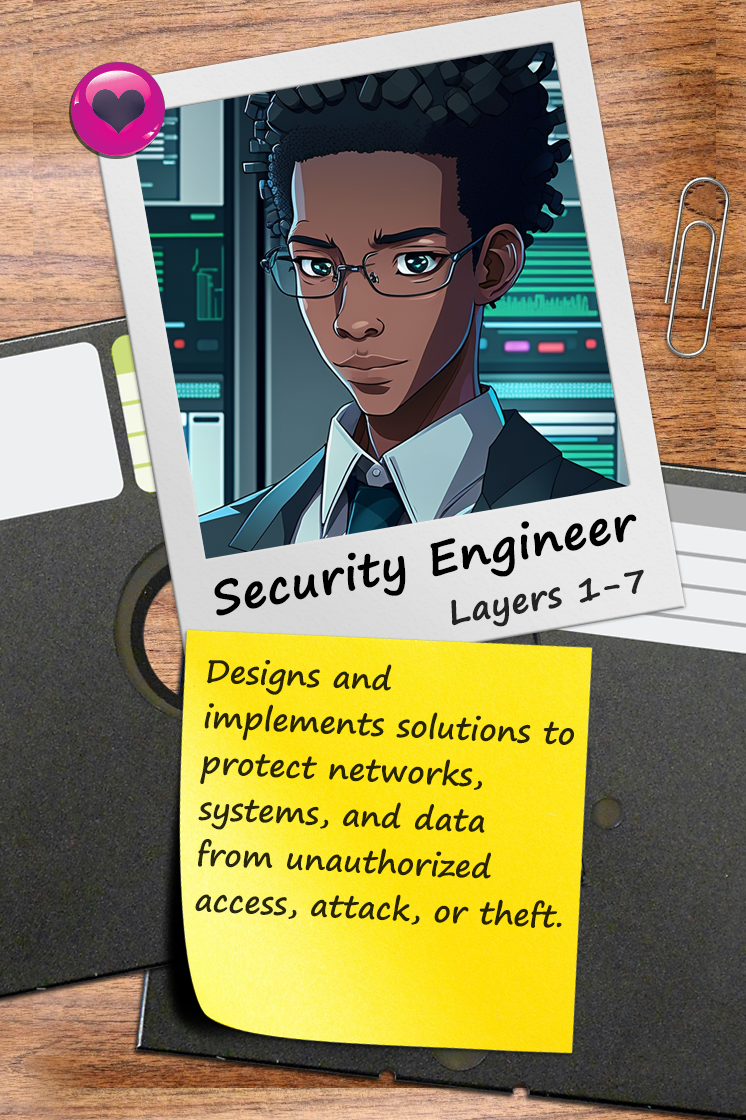 Security Engineer
Layers 1-7
Designs and
implements solutions to
protect networks,
systems, and data
from unauthorized
access, attack, or theft.